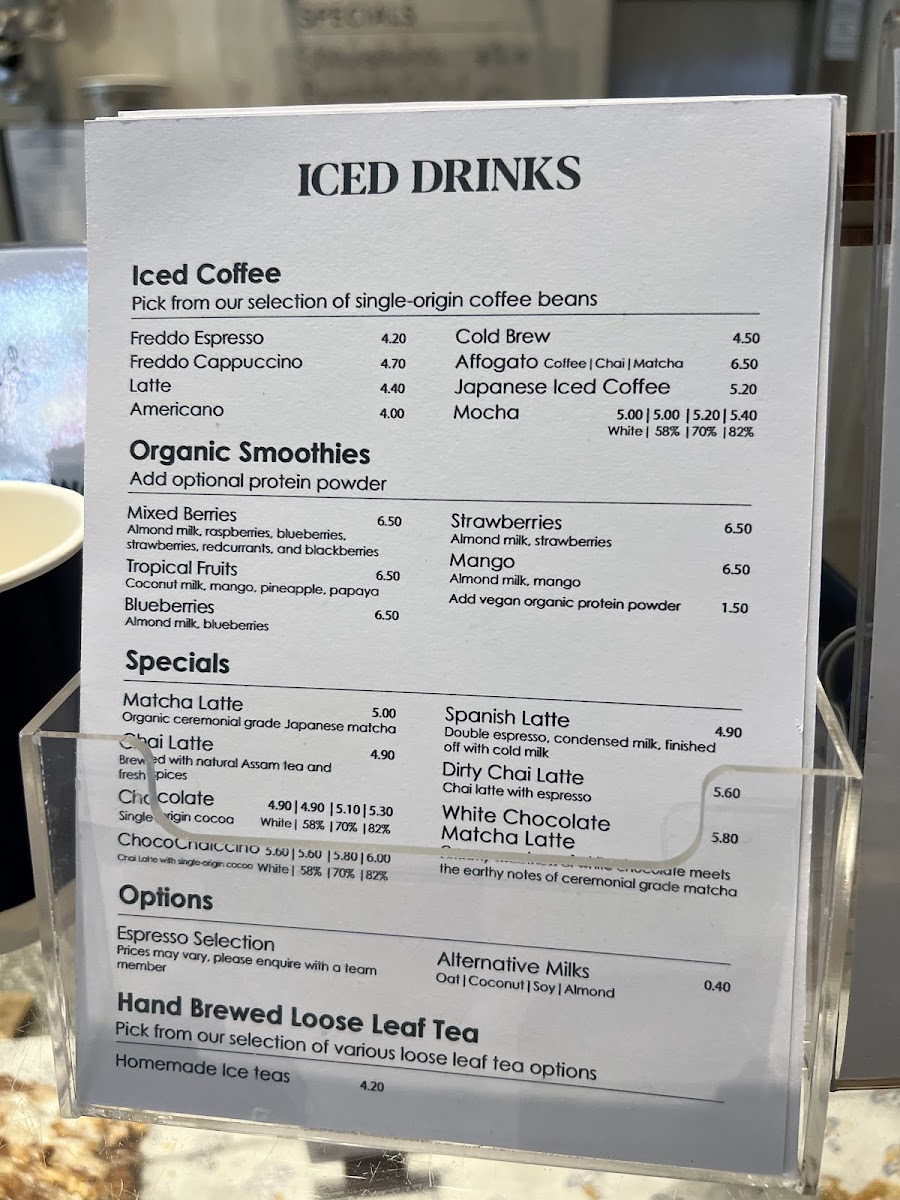 SPECIALS
ICED DRINKS
Iced Coffee
Pick from our selection of single-origin coffee beans
Freddo Espresso 4.20
Freddo Cappuccino 4.70
Latte 4.40
Americano 4.00
Cold Brew 4.50
Affogato Coffee | Chai | Matcha 6.50
Japanese Iced Coffee 5.20
Mocha 5.00 | 5.00 | 5.20 | 5.40
White | 58% | 70% | 82%
Organic Smoothies
Add optional protein powder
Mixed Berries 6.50
Almond milk, raspberries, blueberries,
strawberries, redcurrants, and blackberries
Tropical Fruits 6.50
Coconut milk, mango, pineapple, papaya
Blueberries 6.50
Almond milk, blueberries
Strawberries 6.50
Almond milk, strawberries
Mango 6.50
Almond milk, mango
Add vegan organic protein powder 1.50
Specials
Matcha Latte 5.00
Organic ceremonial grade Japanese matcha
Chai Latte 4.90
Brewed with natural Assam tea and
fresh spices
Chocolate 4.90 | 4.90 | 5.10 | 5.30
Single origin cocoa White | 58% | 70% | 82%
ChocoChaiccino 5.60 | 5.60 | 5.80 | 6.00
Chai Latte with single-origin cocoa White | 58% | 70% | 82%
Spanish Latte 4.90
Double espresso, condensed milk, finished
off with cold milk
Dirty Chai Latte 5.60
Chai latte with espresso
White Chocolate
Matcha Latte 5.80
white chocolate meets
the earthy notes of ceremonial grade matcha
Options
Espresso Selection
Prices may vary, please enquire with a team
member
Alternative Milks 0.40
Oat | Coconut | Soy | Almond
Hand Brewed Loose Leaf Tea
Pick from our selection of various loose leaf tea options
Homemade Ice teas 4.20